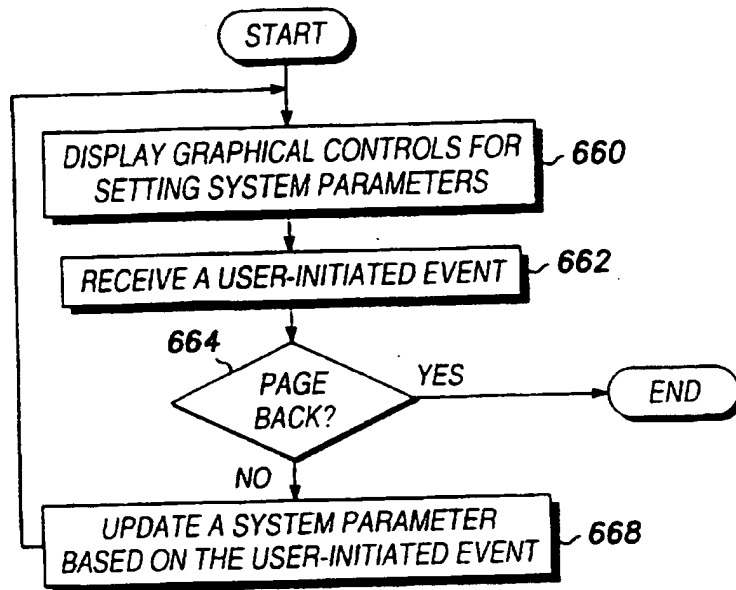 START
DISPLAY GRAPHICAL CONTROLS FOR
SETTING SYSTEM PARAMETERS
660
RECEIVE A USER-INITIATED EVENT
662
664
PAGE
BACK?
YES
END
NO
UPDATE A SYSTEM PARAMETER
BASED ON THE USER-INITIATED EVENT
668